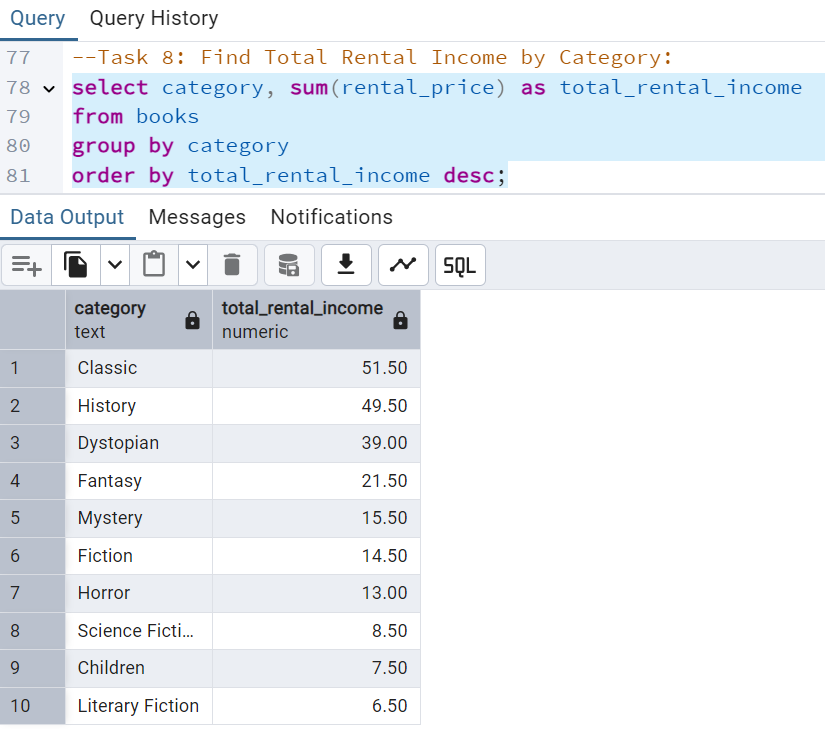 Query Query History
77 --Task 8: Find Total Rental Income by Category:
78 select category, sum(rental_price) as total_rental_income
79 from books
80 group by category
81 order by total_rental_income desc;
Data Output Messages Notifications
SQL
category total_rental_income
text numeric
1 Classic 51.50
2 History 49.50
3 Dystopian 39.00
4 Fantasy 21.50
5 Mystery 15.50
6 Fiction 14.50
7 Horror 13.00
8 Science Ficti... 8.50
9 Children 7.50
10 Literary Fiction 6.50